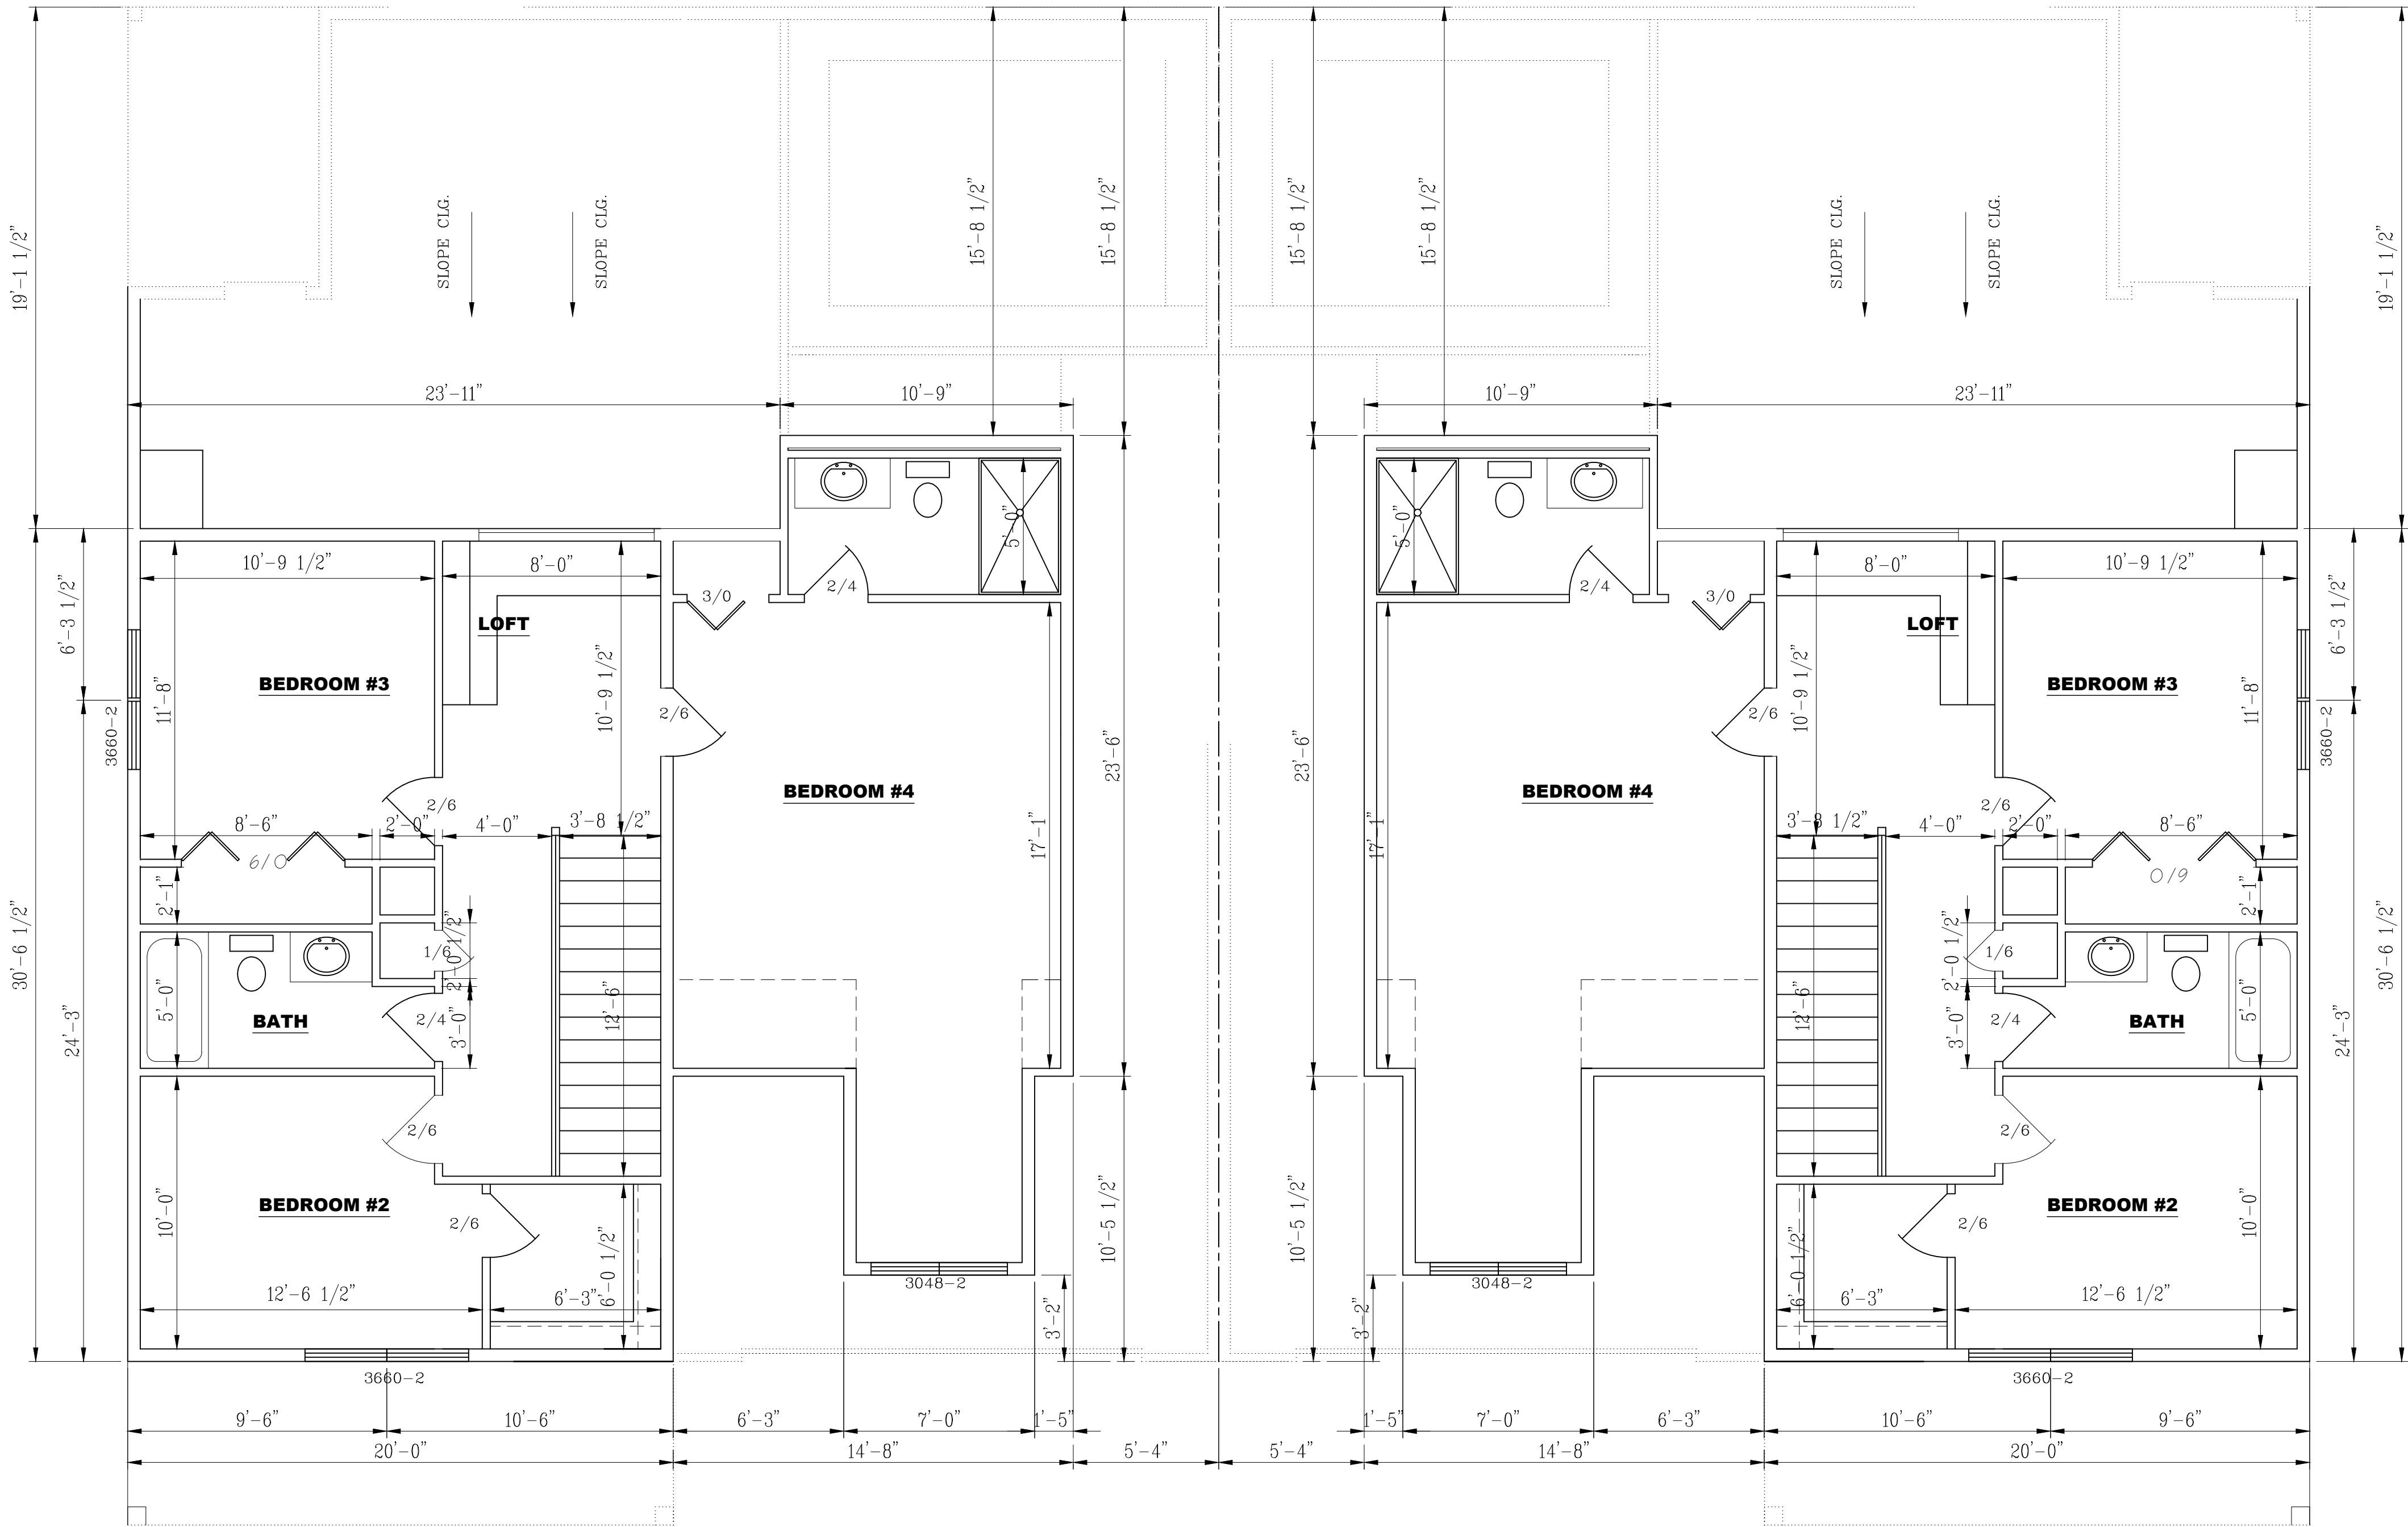 15'-8 1/2" 15'-8 1/2" 15'-8 1/2" 15'-8 1/2"
19'-1 1/2" SLOPE CLG. SLOPE CLG. SLOPE CLG. SLOPE CLG. 19'-1 1/2"
23'-11" 10'-9" 10'-9" 23'-11"
5'-0" 5'-0"
10'-9 1/2" 8'-0" 8'-0" 10'-9 1/2"
3/0 2/4 2/4 3/0
LOFT LOFT
6'-3 1/2" 6'-3 1/2"
BEDROOM #3 10'-9 1/2" 10'-9 1/2" BEDROOM #3
11'-8" 2/6 2/6 11'-8"
3660-2 3660-2
23'-6" 23'-6"
BEDROOM #4 BEDROOM #4
2/6 2/6
8'-6" 2'-0" 4'-0" 3'-8 1/2" 3'-8 1/2" 4'-0" 2'-0" 8'-6"
17'-1" 17'-1"
6/0 0/9
2'-1" 2'-1"
30'-6 1/2" 30'-6 1/2"
1/6 2'-0 1/2" 2'-0 1/2" 1/6
5'-0" 12'-6" 12'-6" 5'-0"
BATH 2/4 2/4 BATH
24'-3" 3'-0" 3'-0" 24'-3"
2/6 2/6
BEDROOM #2 BEDROOM #2
10'-0" 2/6 10'-5 1/2" 10'-5 1/2" 2/6 10'-0"
6'-0 1/2" 6'-0 1/2"
3048-2 3048-2
12'-6 1/2" 6'-3" 6'-3" 12'-6 1/2"
3'-2" 3'-2"
3660-2 3660-2
9'-6" 10'-6" 6'-3" 7'-0" 1'-5" 1'-5" 7'-0" 6'-3" 10'-6" 9'-6"
20'-0" 14'-8" 5'-4" 5'-4" 14'-8" 20'-0"